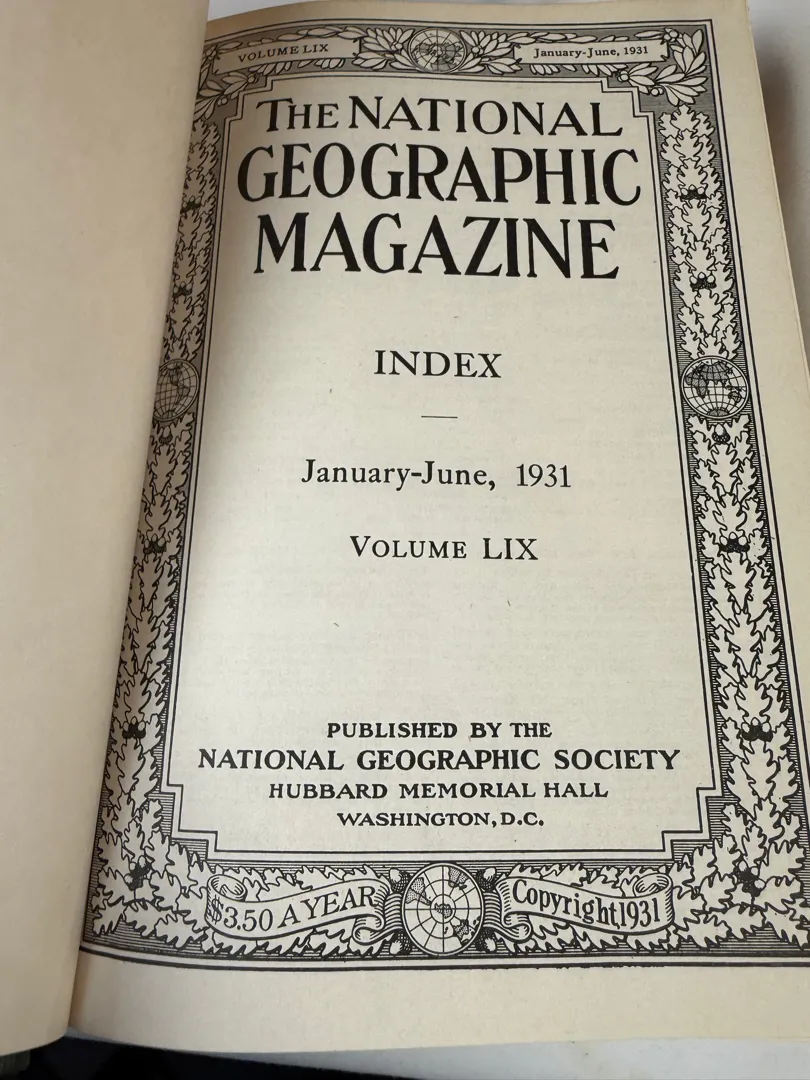 VOLUME LIX
January-June, 1931
THE NATIONAL
GEOGRAPHIC
MAGAZINE
INDEX
January-June, 1931
VOLUME LIX
PUBLISHED BY THE
NATIONAL GEOGRAPHIC SOCIETY
HUBBARD MEMORIAL HALL
WASHINGTON, D.C.
$3.50 A YEAR
Copyright 1931